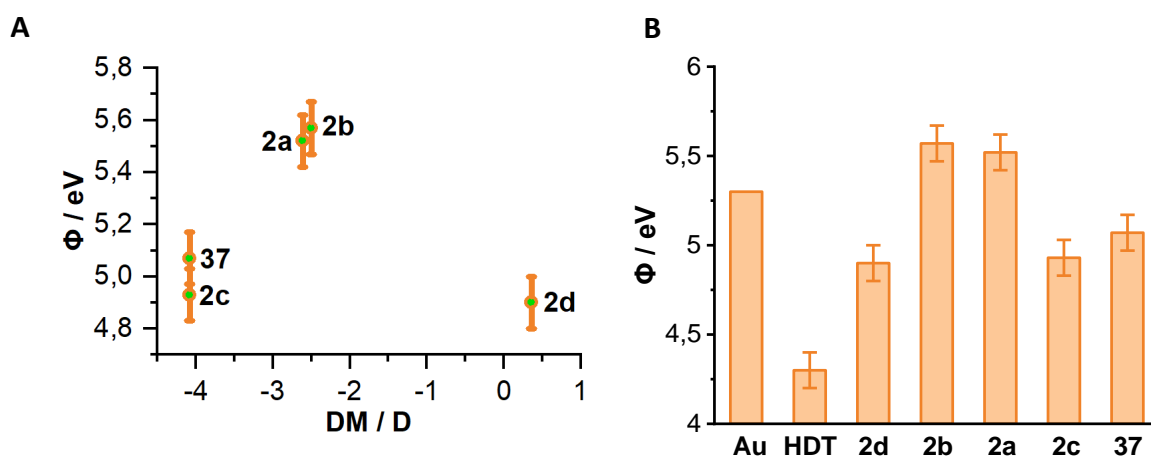 A
B
Φ / eV
5,8
5,6
5,4
5,2
5,0
4,8
2a
2b
37
2c
2d
-4
-3
-2
-1
0
1
DM / D
Φ / eV
6
5,5
5
4,5
4
Au
HDT
2d
2b
2a
2c
37